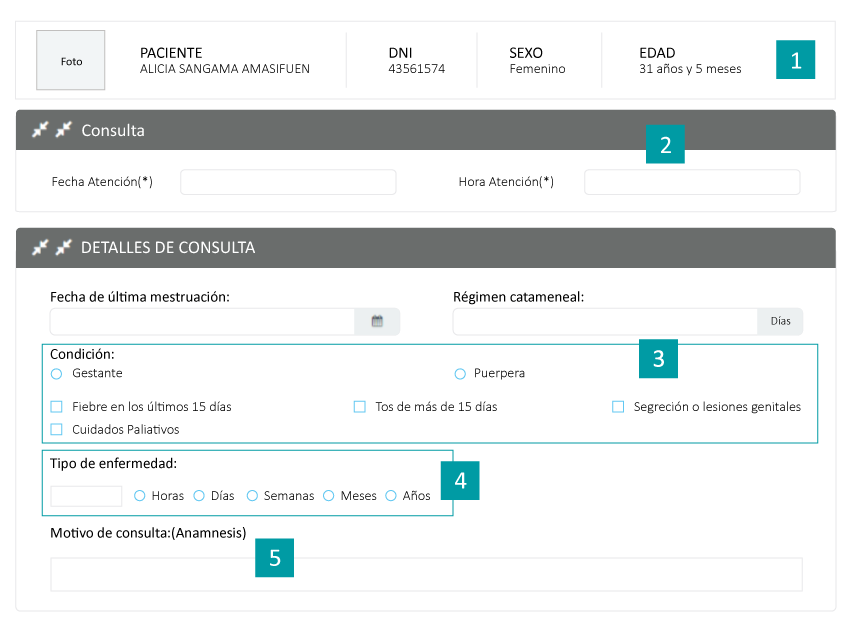 Foto
PACIENTE
ALICIA SANGAMA AMASIFUEN
DNI
43561574
SEXO
Femenino
EDAD
31 años y 5 meses
1
Consulta
2
Fecha Atención(*)
Hora Atención(*)
DETALLES DE CONSULTA
Fecha de última mestruación:
Régimen catameneal:
Días
Condición:
3
Gestante
Puerpera
Fiebre en los últimos 15 días
Tos de más de 15 días
Segreción o lesiones genitales
Cuidados Paliativos
Tipo de enfermedad:
4
Horas Días Semanas Meses Años
Motivo de consulta:(Anamnesis)
5